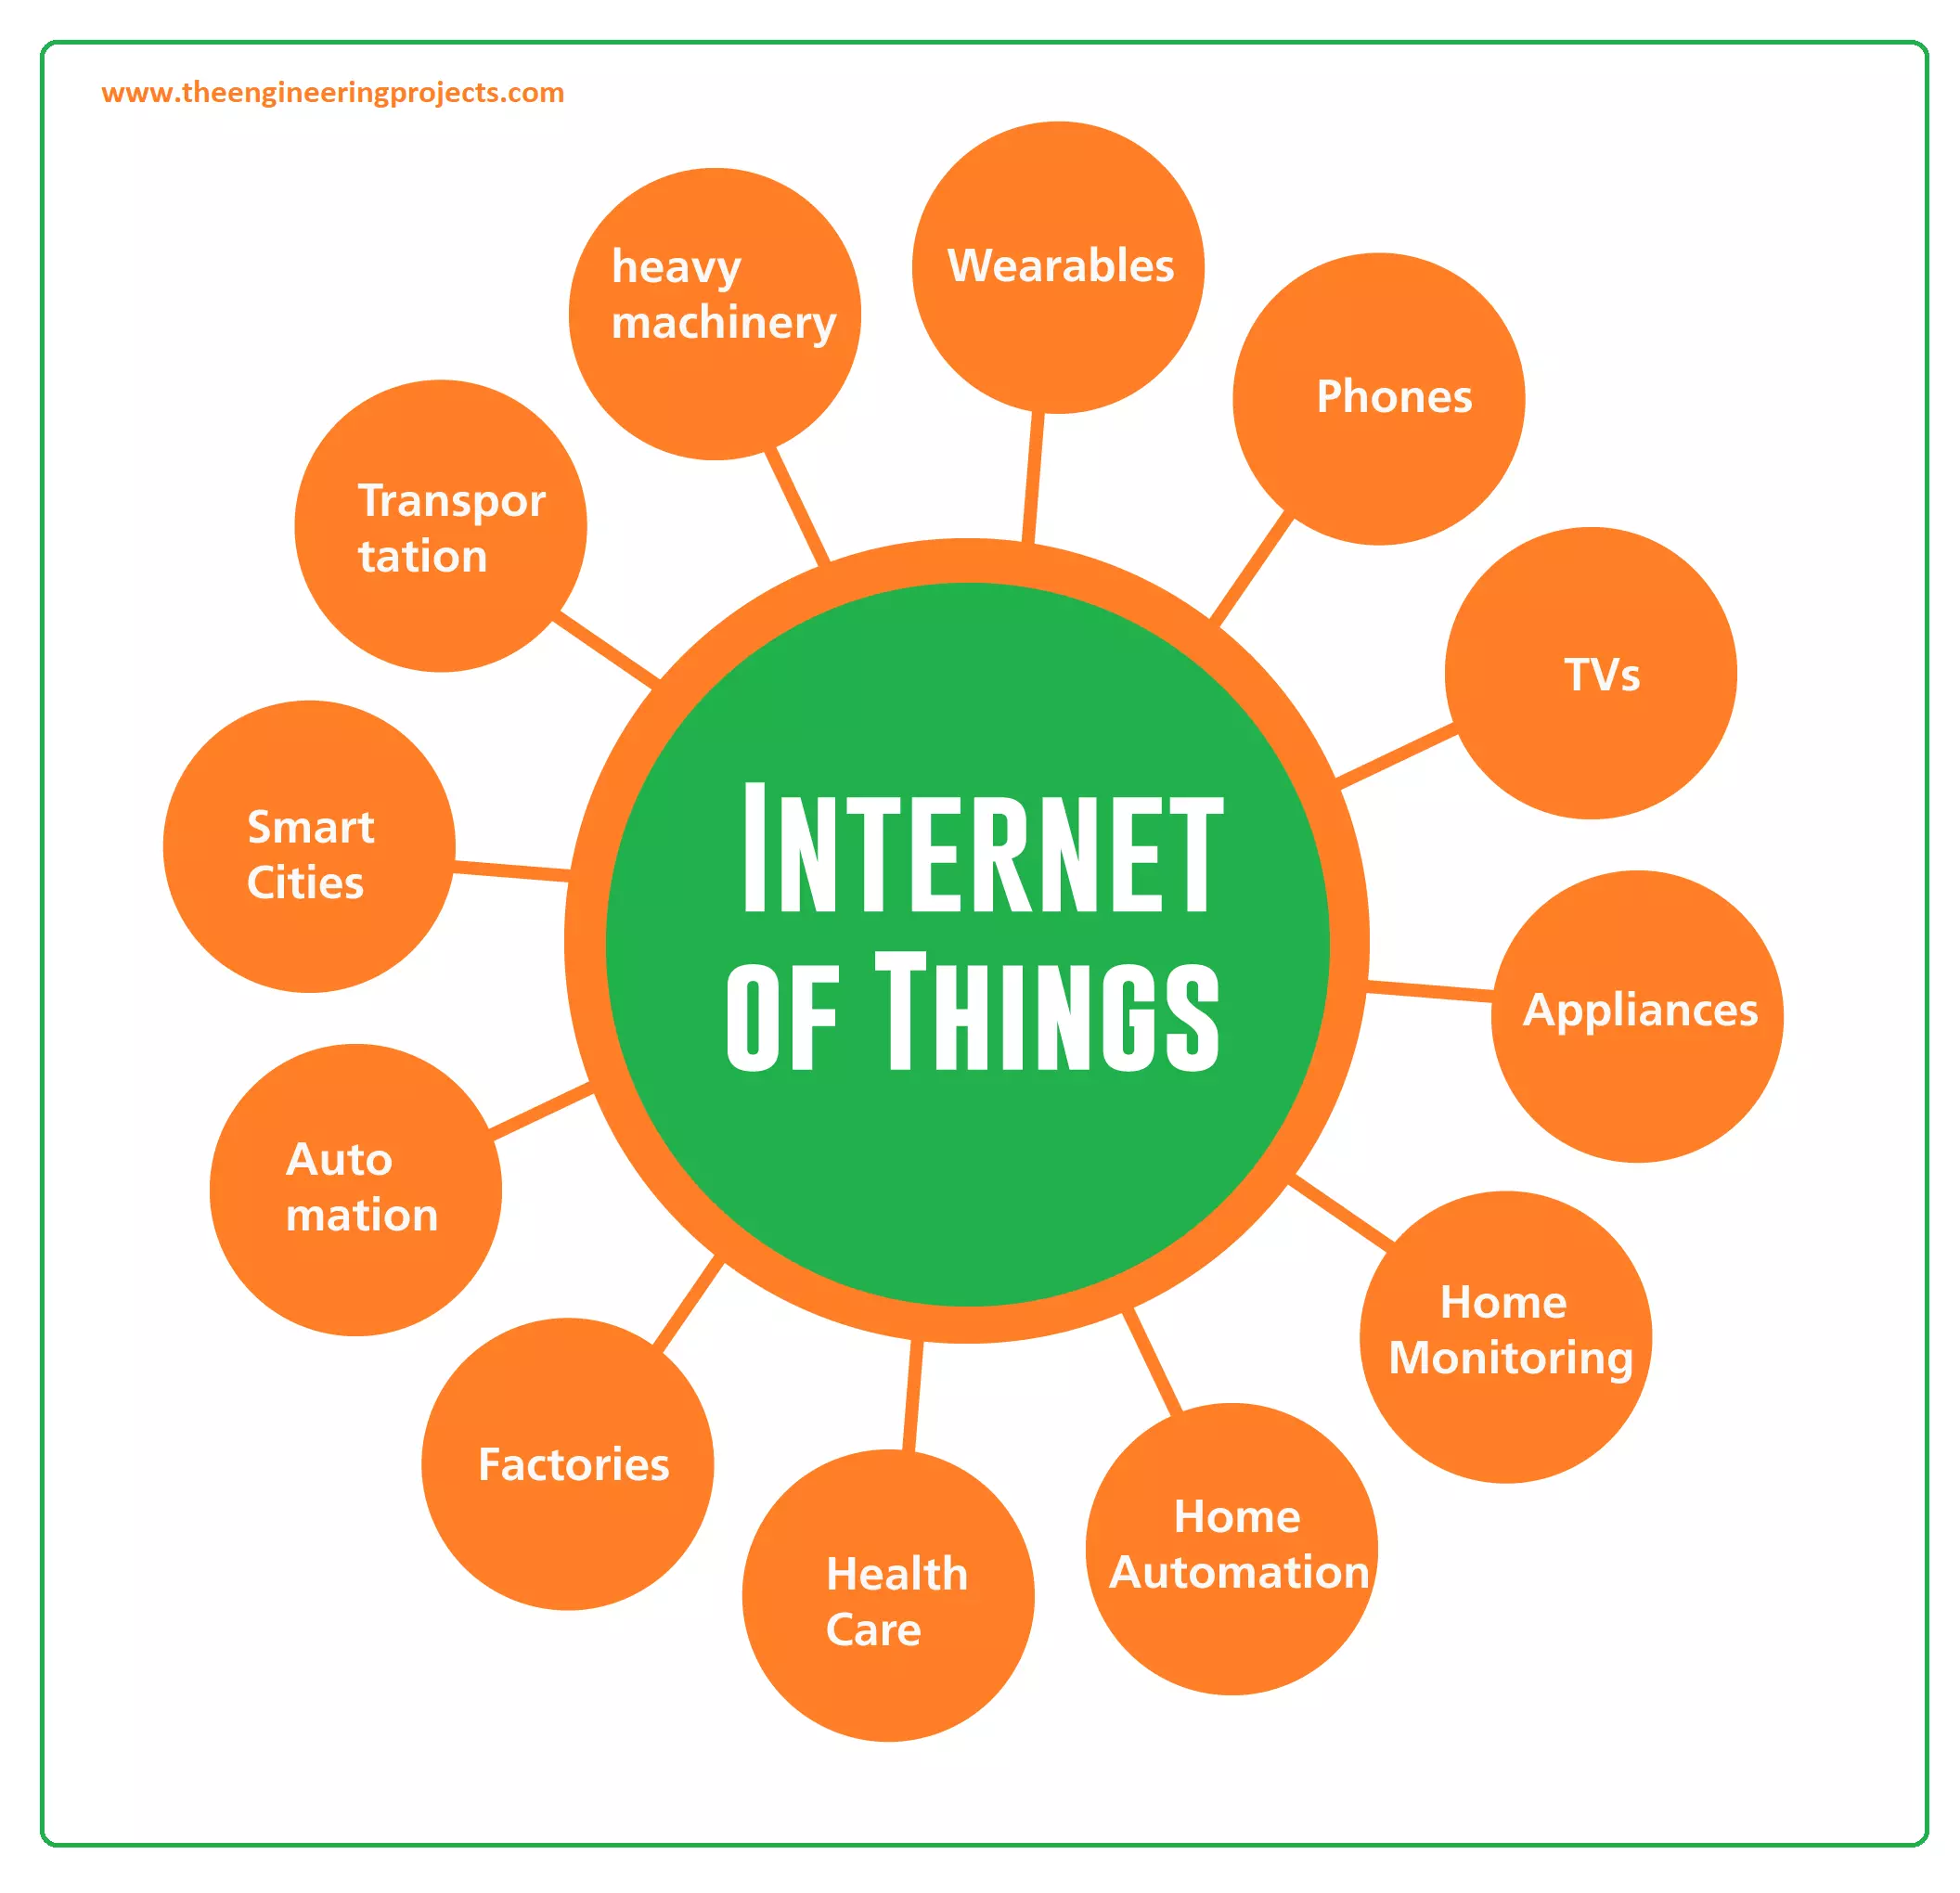 www.theengineeringprojects.com
heavy
machinery
Wearables
Phones
TVs
Appliances
Home
Monitoring
Home
Automation
Health
Care
Factories
Auto
mation
Smart
Cities
Transpor
tation
INTERNET
OF THINGS